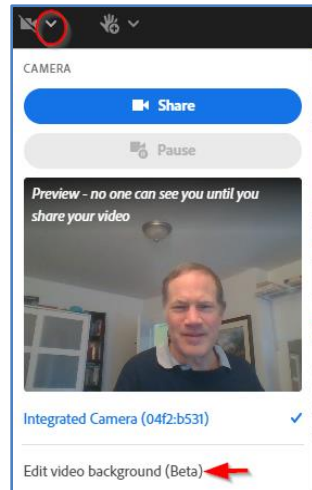 CAMERA
Share
Pause
Preview - no one can see you until you
share your video
Integrated Camera (04f2:b531)
Edit video background (Beta)